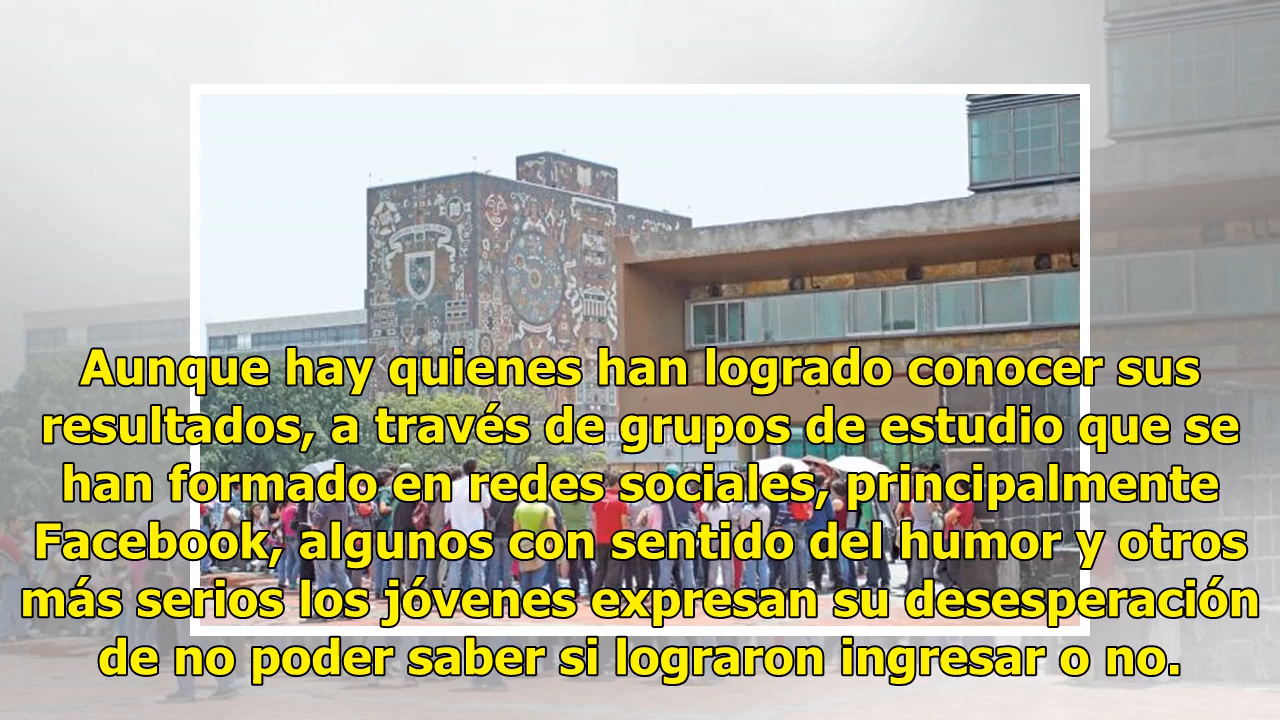 Aunque hay quienes han logrado conocer sus
resultados, a través de grupos de estudio que se
han formado en redes sociales, principalmente
Facebook, algunos con sentido del humor y otros
más serios los jóvenes expresan su desesperación
de no poder saber si lograron ingresar o no.